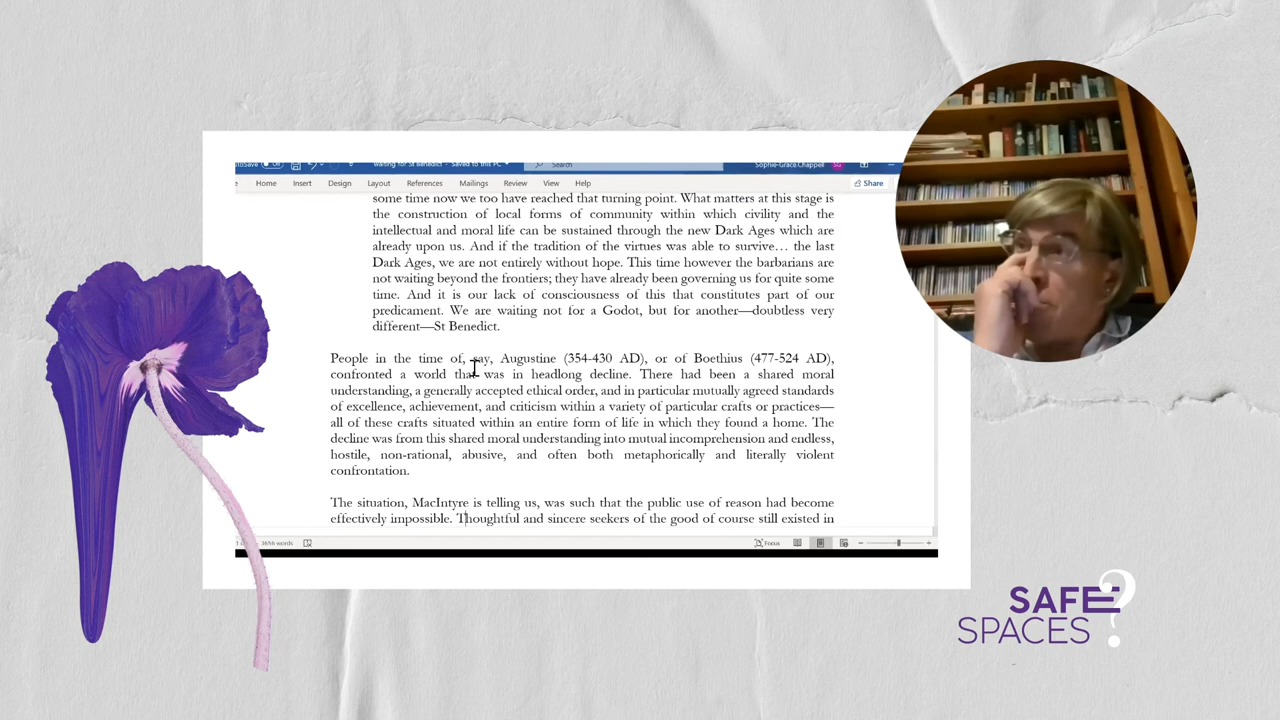 Waiting for St Benedict - Saved to this PC
Search
Sophie-Grace.Chappell
SG
Home Insert Design Layout References Mailings Review View Help
Share
some time now we too have reached that turning point. What matters at this stage is
the construction of local forms of community within which civility and the
intellectual and moral life can be sustained through the new Dark Ages which are
already upon us. And if the tradition of the virtues was able to survive… the last
Dark Ages, we are not entirely without hope. This time however the barbarians are
not waiting beyond the frontiers; they have already been governing us for quite some
time. And it is our lack of consciousness of this that constitutes part of our
predicament. We are waiting not for a Godot, but for another—doubtless very
different—St Benedict.
People in the time of, say, Augustine (354-430 AD), or of Boethius (477-524 AD),
confronted a world that was in headlong decline. There had been a shared moral
understanding, a generally accepted ethical order, and in particular mutually agreed standards
of excellence, achievement, and criticism within a variety of particular crafts or practices—
all of these crafts situated within an entire form of life in which they found a home. The
decline was from this shared moral understanding into mutual incomprehension and endless,
hostile, non-rational, abusive, and often both metaphorically and literally violent
confrontation.
The situation, MacIntyre is telling us, was such that the public use of reason had become
effectively impossible. Thoughtful and sincere seekers of the good of course still existed in
words
Focus
SAFE
SPACES?